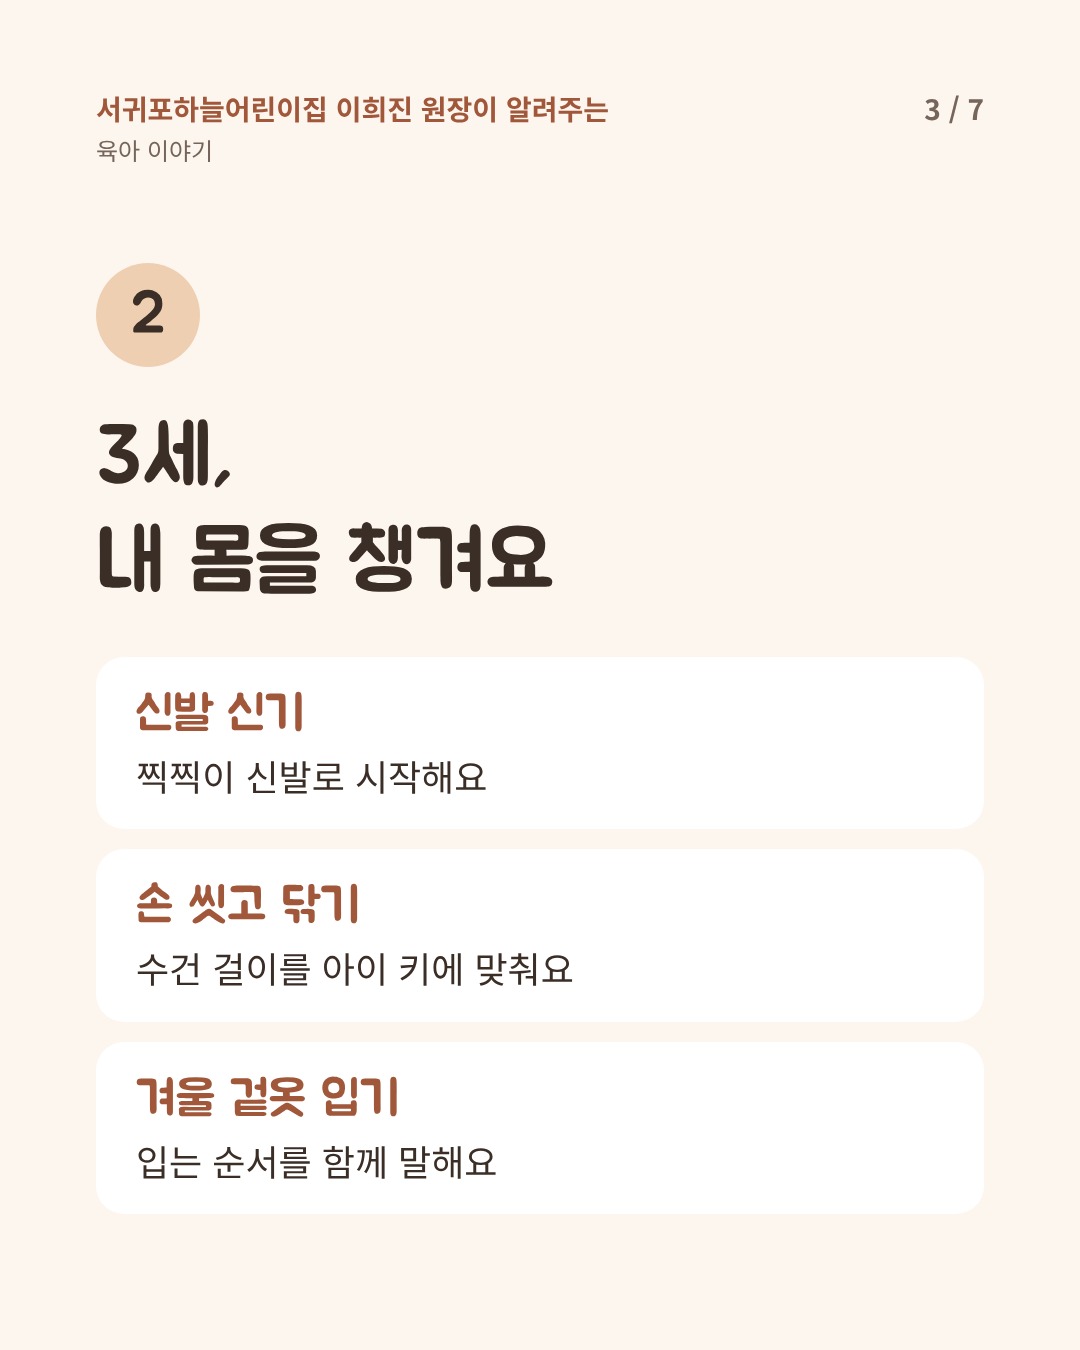 서귀포하늘어린이집 이희진 원장이 알려주는
3 / 7
육아 이야기
2
3세,
내 몸을 챙겨요
신발 신기
찍찍이 신발로 시작해요
손 씻고 닦기
수건 걸이를 아이 키에 맞춰요
겨울 겉옷 입기
입는 순서를 함께 말해요